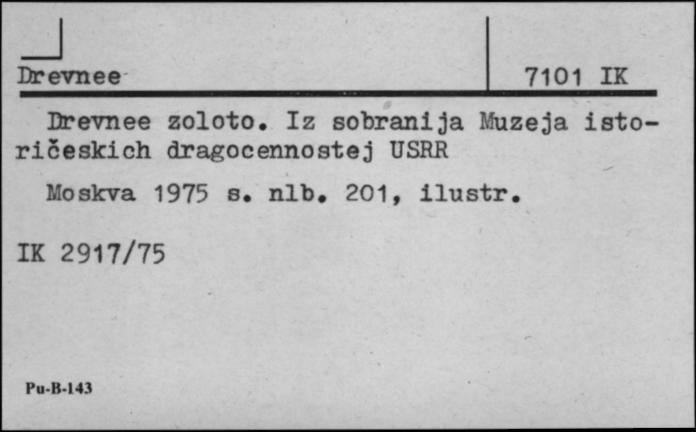 Drevnee 7101 IK
Drevnee zoloto. Iz sobranija Muzeja isto-
ričeskich dragocennostej USRR
Moskva 1975 s. nlb. 201, ilustr.
IK 2917/75
Pu-B-143